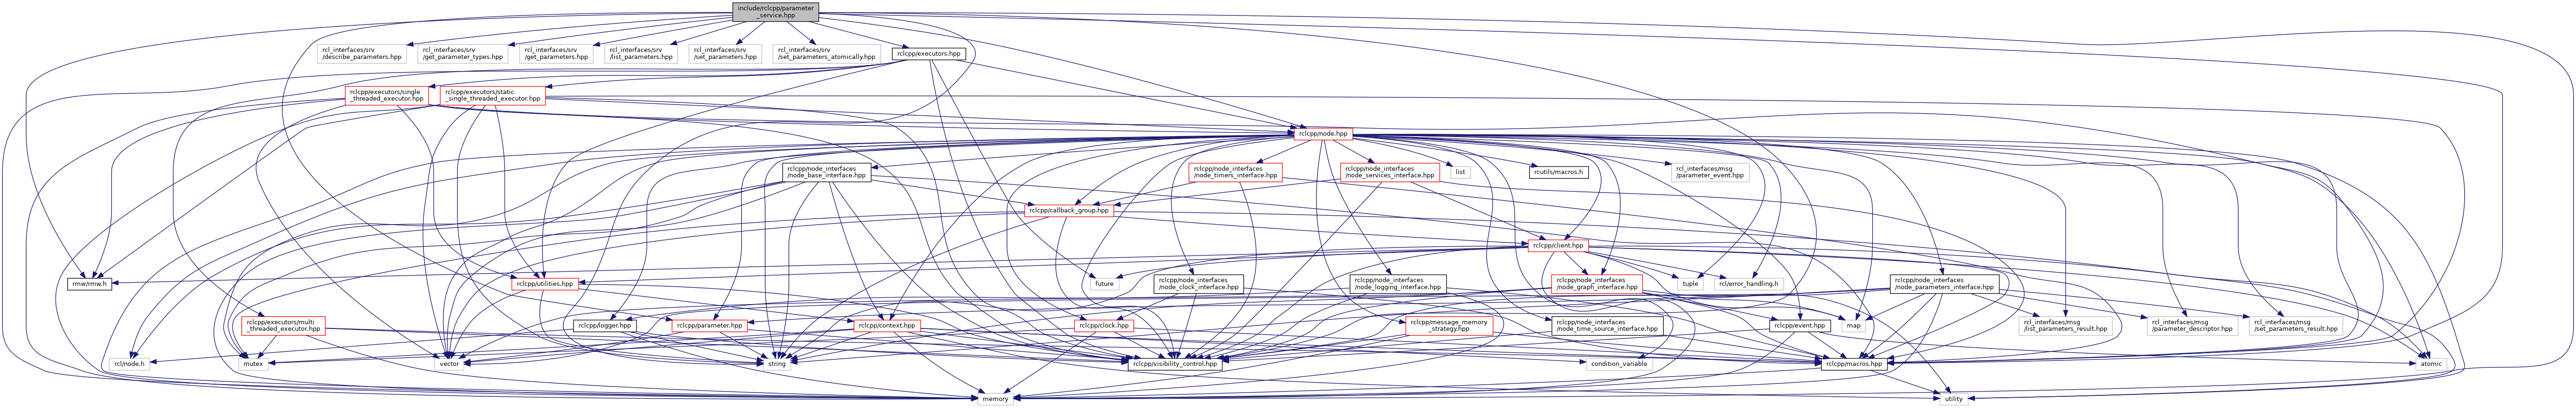 include/rclcpp/parameter
_service.hpp
rcl_interfaces/srv
/describe_parameters.hpp
rcl_interfaces/srv
/get_parameter_types.hpp
rcl_interfaces/srv
/get_parameters.hpp
rcl_interfaces/srv
/list_parameters.hpp
rcl_interfaces/srv
/set_parameters.hpp
rcl_interfaces/srv
/set_parameters_atomically.hpp
rclcpp/executors.hpp
rclcpp/executors/single
_threaded_executor.hpp
rclcpp/executors/static
_single_threaded_executor.hpp
rclcpp/node.hpp
rclcpp/node_interfaces
/node_base_interface.hpp
rclcpp/node_interfaces
/node_timers_interface.hpp
rclcpp/node_interfaces
/node_services_interface.hpp
list
rcutils/macros.h
rcl_interfaces/msg
/parameter_event.hpp
rclcpp/callback_group.hpp
rclcpp/client.hpp
rmw/rmw.h
rclcpp/utilities.hpp
future
rclcpp/node_interfaces
/node_clock_interface.hpp
rclcpp/node_interfaces
/node_logging_interface.hpp
rclcpp/node_interfaces
/node_graph_interface.hpp
tuple
rcl/error_handling.h
rclcpp/node_interfaces
/node_parameters_interface.hpp
rclcpp/executors/multi
_threaded_executor.hpp
rclcpp/logger.hpp
rclcpp/parameter.hpp
rclcpp/context.hpp
rclcpp/clock.hpp
rclcpp/message_memory
_strategy.hpp
rclcpp/node_interfaces
/node_time_source_interface.hpp
rclcpp/event.hpp
map
rcl_interfaces/msg
/list_parameters_result.hpp
rcl_interfaces/msg
/parameter_descriptor.hpp
rcl_interfaces/msg
/set_parameters_result.hpp
rcl/node.h
mutex
vector
string
rclcpp/visibility_control.hpp
condition_variable
rclcpp/macros.hpp
atomic
memory
utility